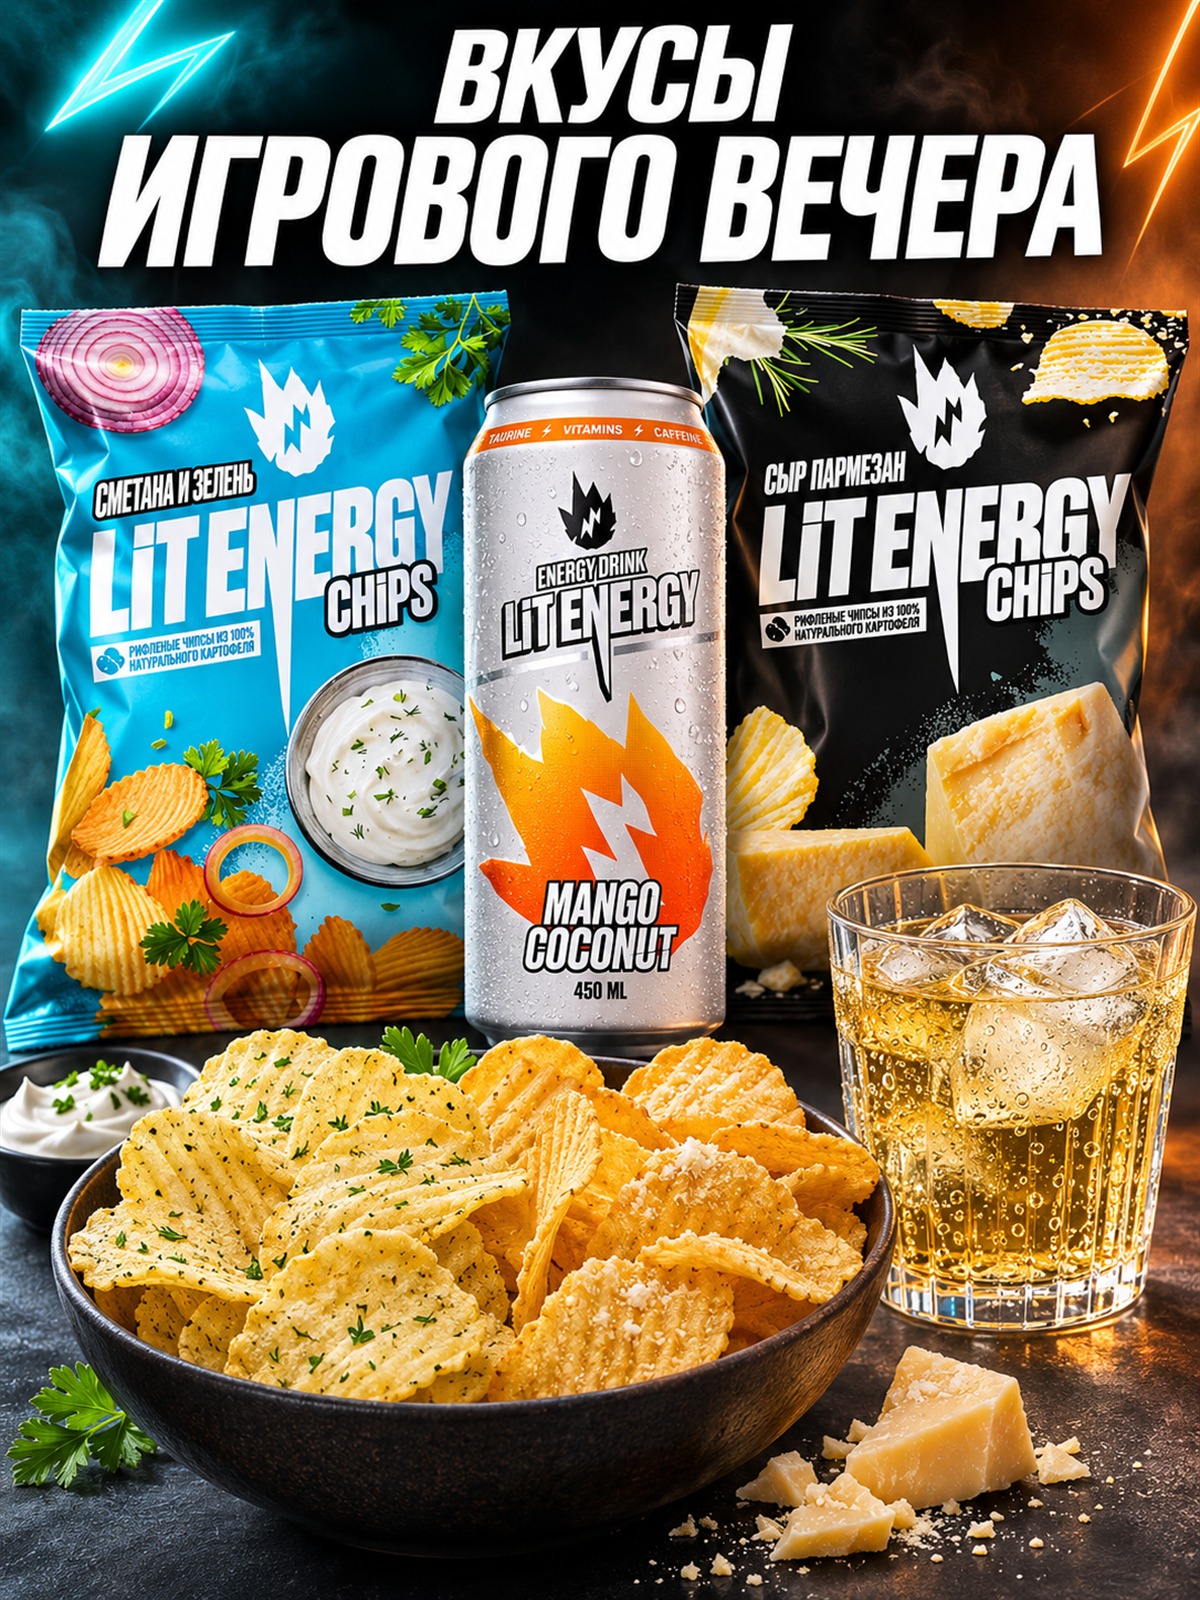 ВКУСЫ
ИГРОВОГО ВЕЧЕРА
СМЕТАНА И ЗЕЛЕНЬ
LIT ENERGY
CHIPS
РИФЛЕНЫЕ ЧИПСЫ ИЗ 100%
НАТУРАЛЬНОГО КАРТОФЕЛЯ
TAURINE VITAMINS CAFFEINE
ENERGY DRINK
LIT ENERGY
MANGO
COCONUT
450 ML
СЫР ПАРМЕЗАН
LIT ENERGY
CHIPS
РИФЛЕНЫЕ ЧИПСЫ ИЗ 100%
НАТУРАЛЬНОГО КАРТОФЕЛЯ